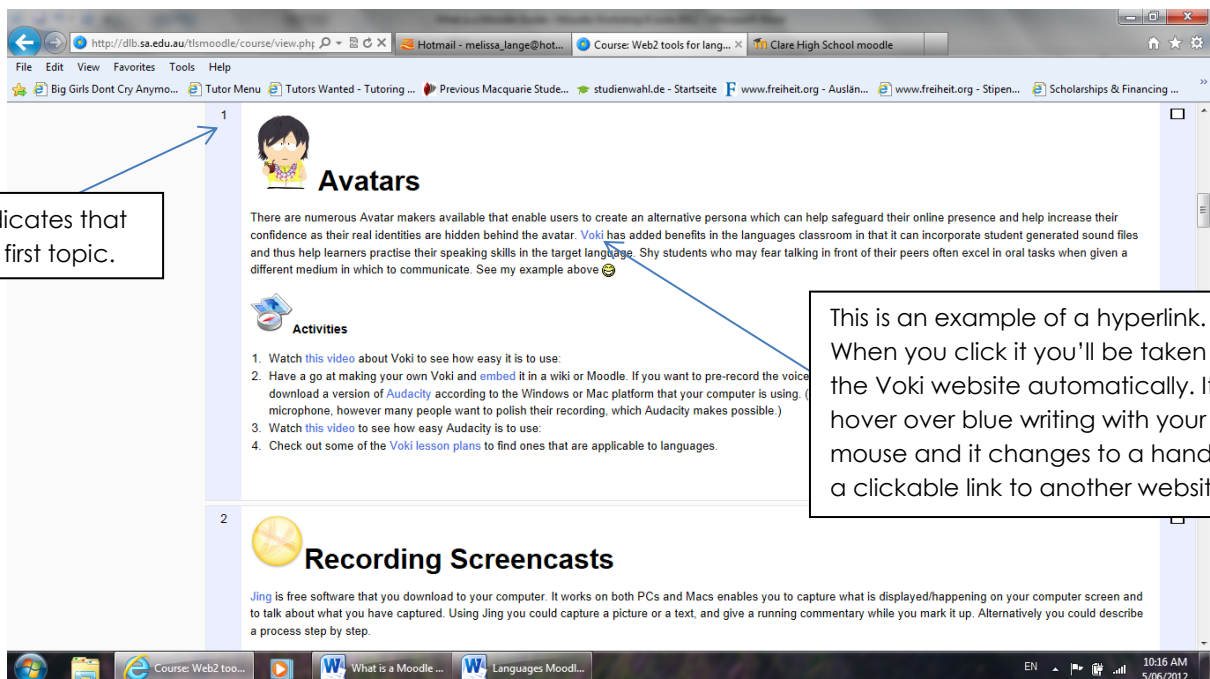 http://dlb.sa.edu.au/tlsmoodle/course/view.php
Hotmail - melissa_lange@hot...
Course: Web2 tools for lang...
Clare High School moodle
File Edit View Favorites Tools Help
Big Girls Dont Cry Anymo...
Tutor Menu
Tutors Wanted - Tutoring ...
Previous Macquarie Stude...
studienwahl.de - Startseite
www.freiheit.org - Auslän...
www.freiheit.org - Stipen...
Scholarships & Financing ...
1
Avatars
dicates that
first topic.
There are numerous Avatar makers available that enable users to create an alternative persona which can help safeguard their online presence and help increase their
confidence as their real identities are hidden behind the avatar. Voki has added benefits in the languages classroom in that it can incorporate student generated sound files
and thus help learners practise their speaking skills in the target language. Shy students who may fear talking in front of their peers often excel in oral tasks when given a
different medium in which to communicate. See my example above
Activities
1. Watch this video about Voki to see how easy it is to use:
2. Have a go at making your own Voki and embed it in a wiki or Moodle. If you want to pre-record the voice
download a version of Audacity according to the Windows or Mac platform that your computer is using. (
microphone, however many people want to polish their recording, which Audacity makes possible.)
3. Watch this video to see how easy Audacity is to use:
4. Check out some of the Voki lesson plans to find ones that are applicable to languages.
This is an example of a hyperlink.
When you click it you'll be taken
the Voki website automatically. If
hover over blue writing with your
mouse and it changes to a hand
a clickable link to another websit
2
Recording Screencasts
Jing is free software that you download to your computer. It works on both PCs and Macs enables you to capture what is displayed/happening on your computer screen and
to talk about what you have captured. Using Jing you could capture a picture or a text, and give a running commentary while you mark it up. Alternatively you could describe
a process step by step.
Course: Web2 too...
What is a Moodle ...
Languages Moodl...
EN
10:16 AM
5/06/2012